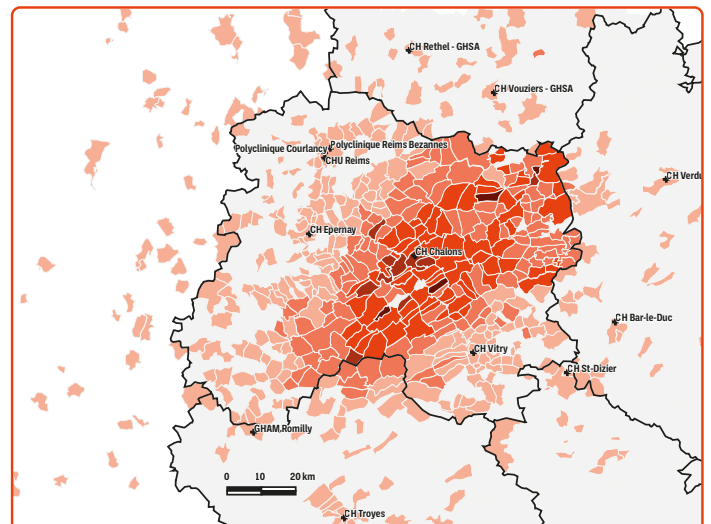 CH Rethel - GHSA
CH Vouziers - GHSA
Polyclinique Reims Bezannes
Polyclinique Courlancy
CHU Reims
CH Verdu
CH Epernay
CH Chalons
CH Bar-le-Duc
CH Vitry
CH St-Dizier
GHAM Romilly
0 10 20 km
CH Troyes